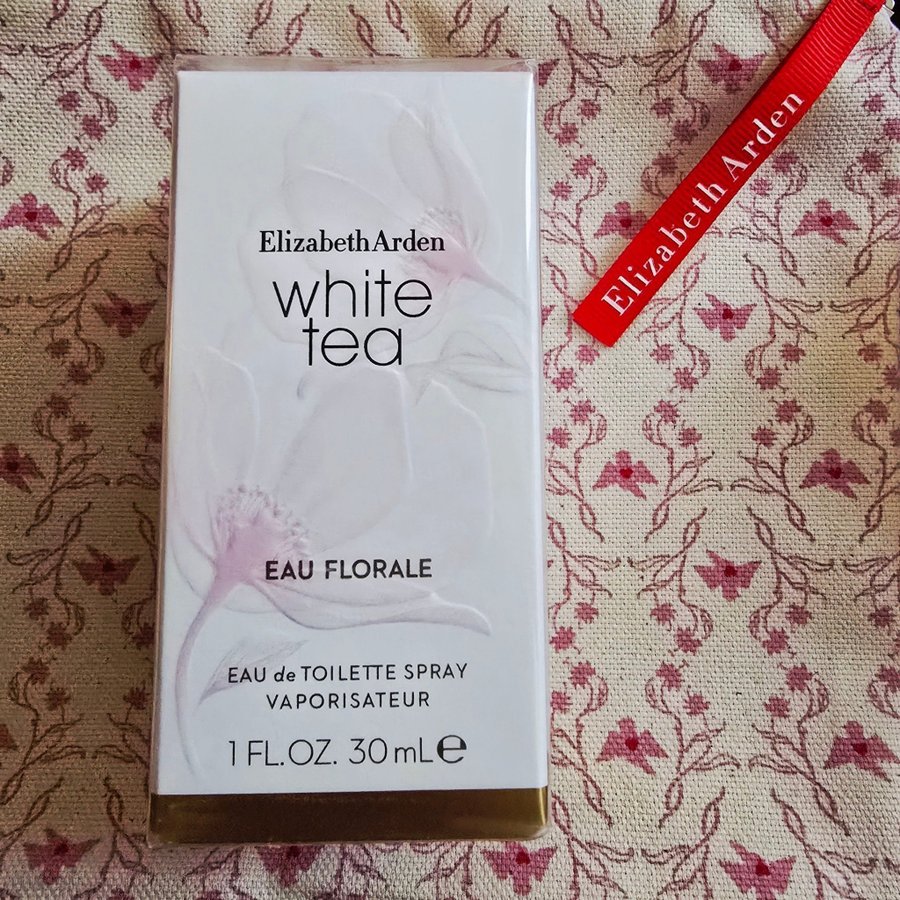 Elizabeth Arden
white
tea
EAU FLORALE
EAU de TOILETTE SPRAY
VAPORISATEUR
1 FL.OZ. 30 mL ℮
Elizabeth Arden